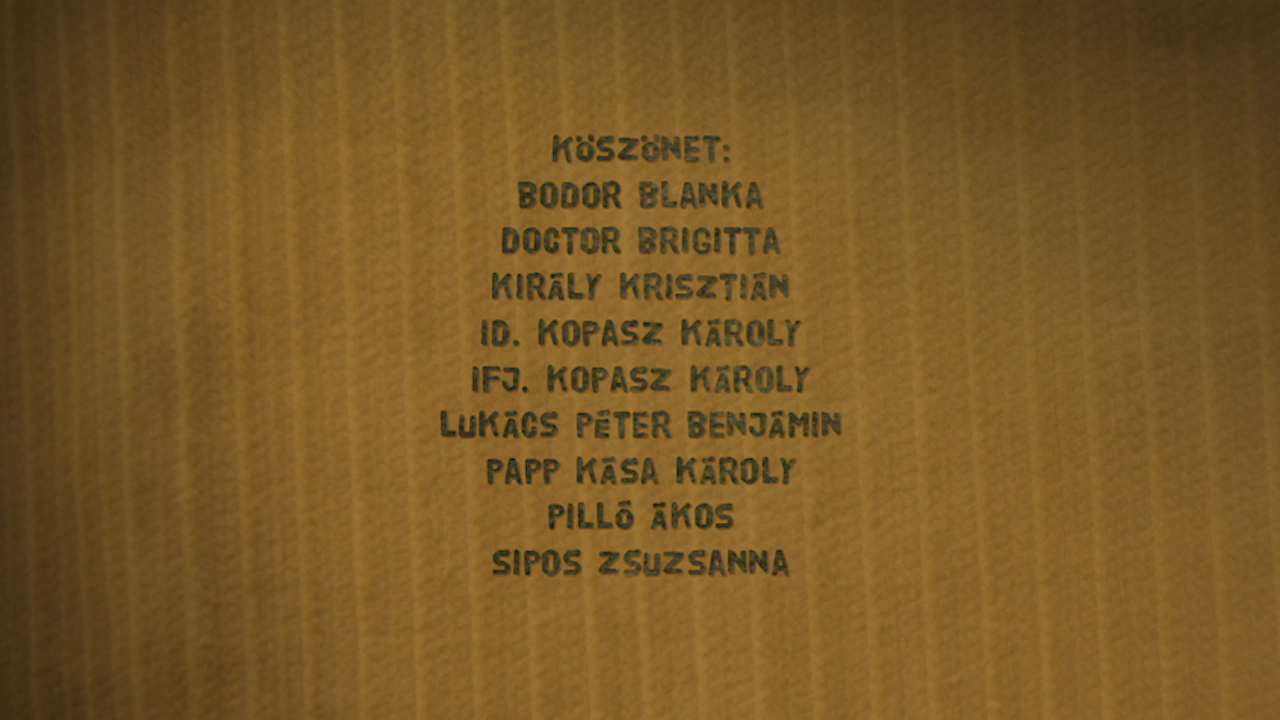 KÖSZÖNET:
BODOR BLANKA
DOCTOR BRIGITTA
KIRÁLY KRISZTIÁN
ID. KOPASZ KÁROLY
IFJ. KOPASZ KÁROLY
LUKÁCS PÉTER BENJÁMIN
PAPP KÁSA KÁROLY
PILLÓ ÁKOS
SIPOS ZSUZSANNA